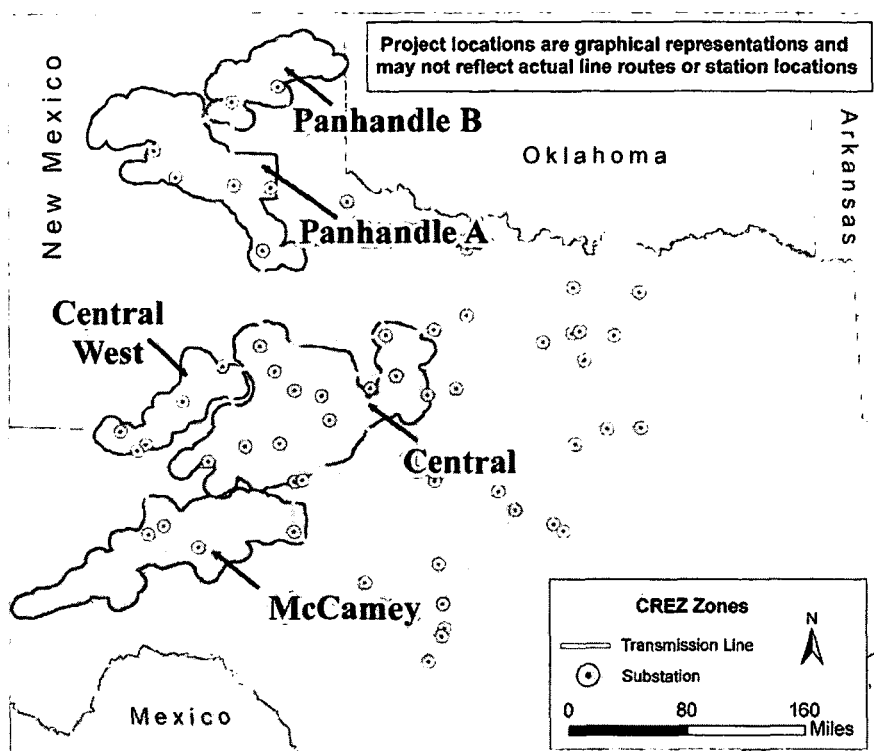 Project locations are graphical representations and
may not reflect actual line routes or station locations
New Mexico
Panhandle B
Oklahoma
Arkansas
Panhandle A
Central
West
Central
McCamey
Mexico
CREZ Zones
Transmission Line
Substation
N
0 80 160
Miles